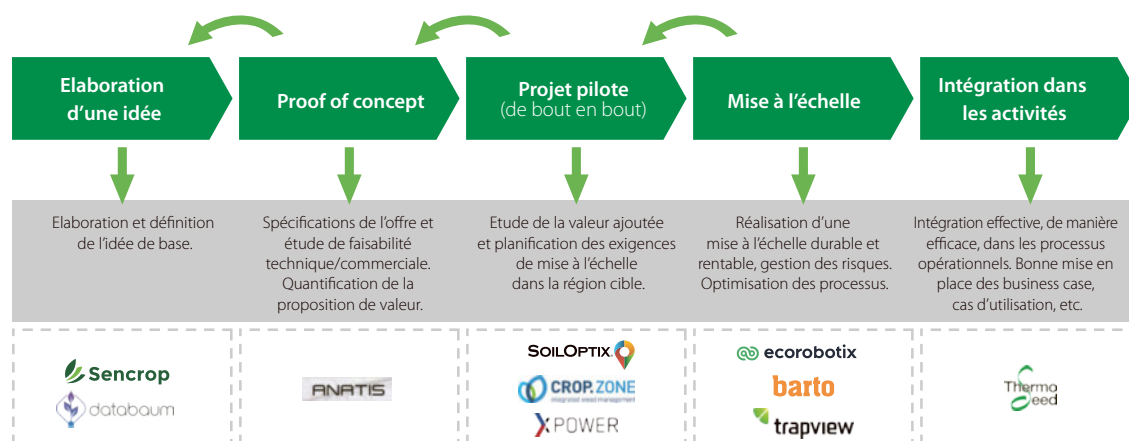 Elaboration
d'une idée
Proof of concept
Projet pilote
(de bout en bout)
Mise à l'échelle
Intégration dans
les activités
Elaboration et définition
de l'idée de base.
Spécifications de l'offre et
étude de faisabilité
technique/commerciale.
Quantification de la
proposition de valeur.
Etude de la valeur ajoutée
et planification des exigences
de mise à l'échelle
dans la région cible.
Réalisation d'une
mise à l'échelle durable et
rentable, gestion des risques.
Optimisation des processus.
Intégration effective, de manière
efficace, dans les processus
opérationnels. Bonne mise en
place des business case,
cas d'utilisation, etc.
Sencrop
databaum
ANATIS
SOILOPTIX
CROP.ZONE
integrated weed management
XPOWER
ecorobotix
barto
trapview
Thermo
Seed